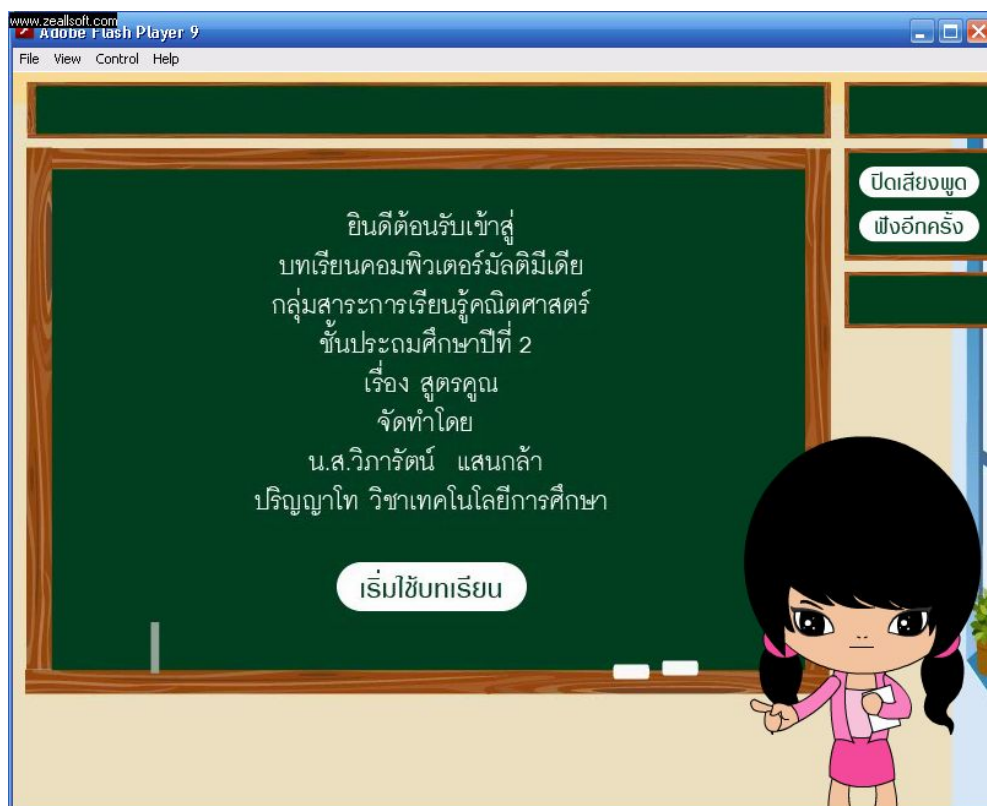 www.zeallsoft.com
Adobe Flash Player 9
File View Control Help
ปิดเสียงพูด
ฟังอีกครั้ง
ยินดีต้อนรับเข้าสู่
บทเรียนคอมพิวเตอร์มัลติมีเดีย
กลุ่มสาระการเรียนรู้คณิตศาสตร์
ชั้นประถมศึกษาปีที่ 2
เรื่อง สูตรคูณ
จัดทำโดย
น.ส.วิภารัตน์ แสนกล้า
ปริญญาโท วิชาเทคโนโลยีการศึกษา
เริ่มใช้บทเรียน